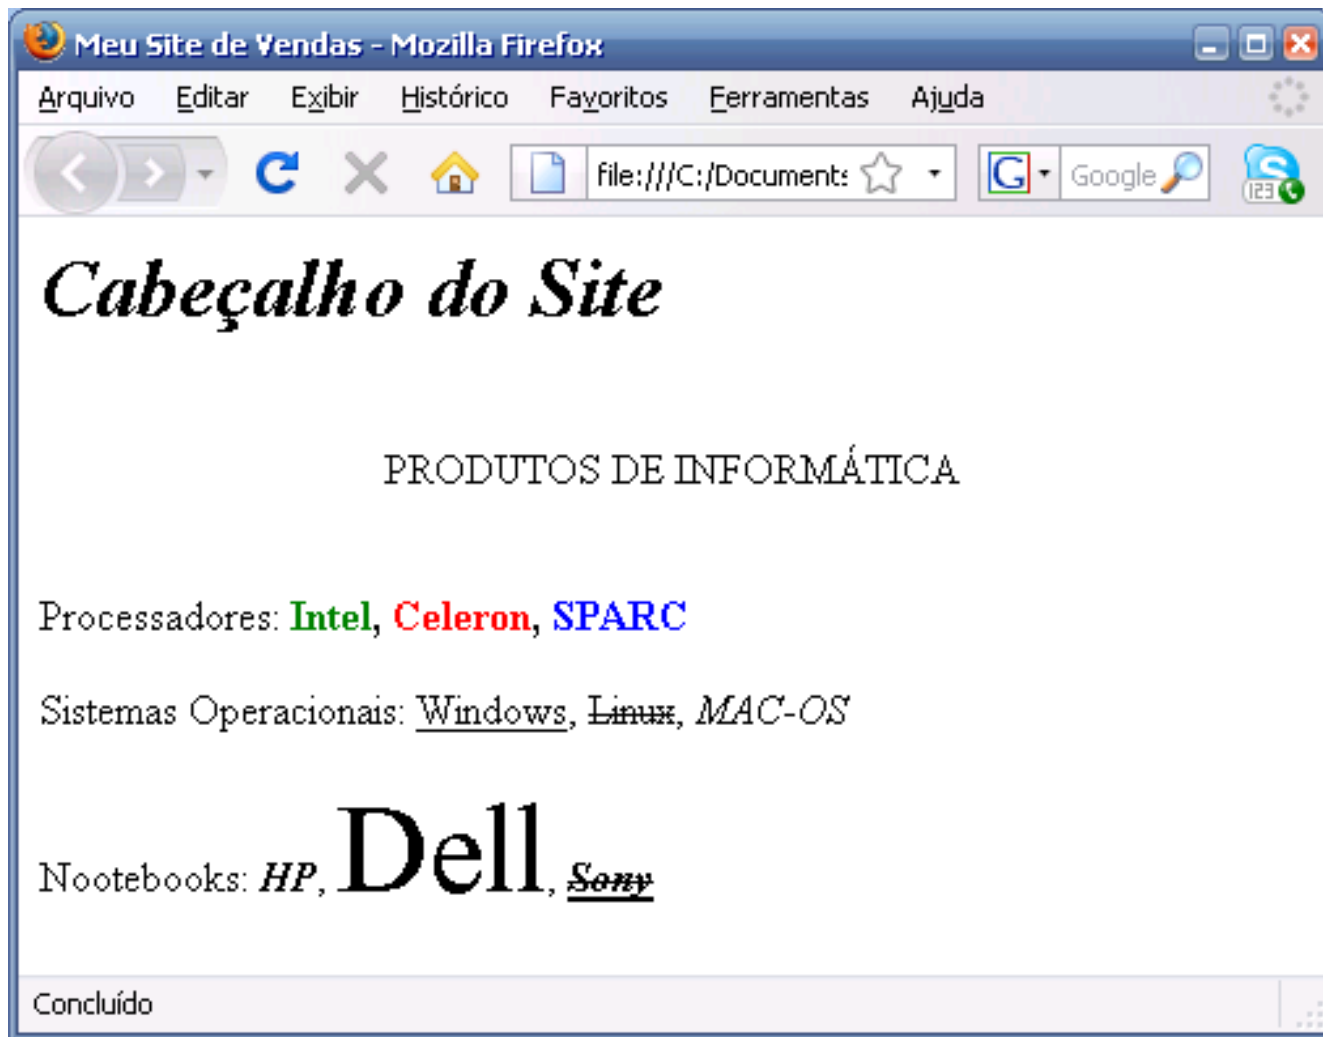 Meu Site de Vendas - Mozilla Firefox
Arquivo Editar Exibir Histórico Favoritos Ferramentas Ajuda
file:///C:/Documents G Google 123
Cabeçalho do Site
PRODUTOS DE INFORMÁTICA
Processadores: Intel, Celeron, SPARC
Sistemas Operacionais: Windows, Linux, MAC-OS
Nootebooks: HP, Dell, Sony
Concluído